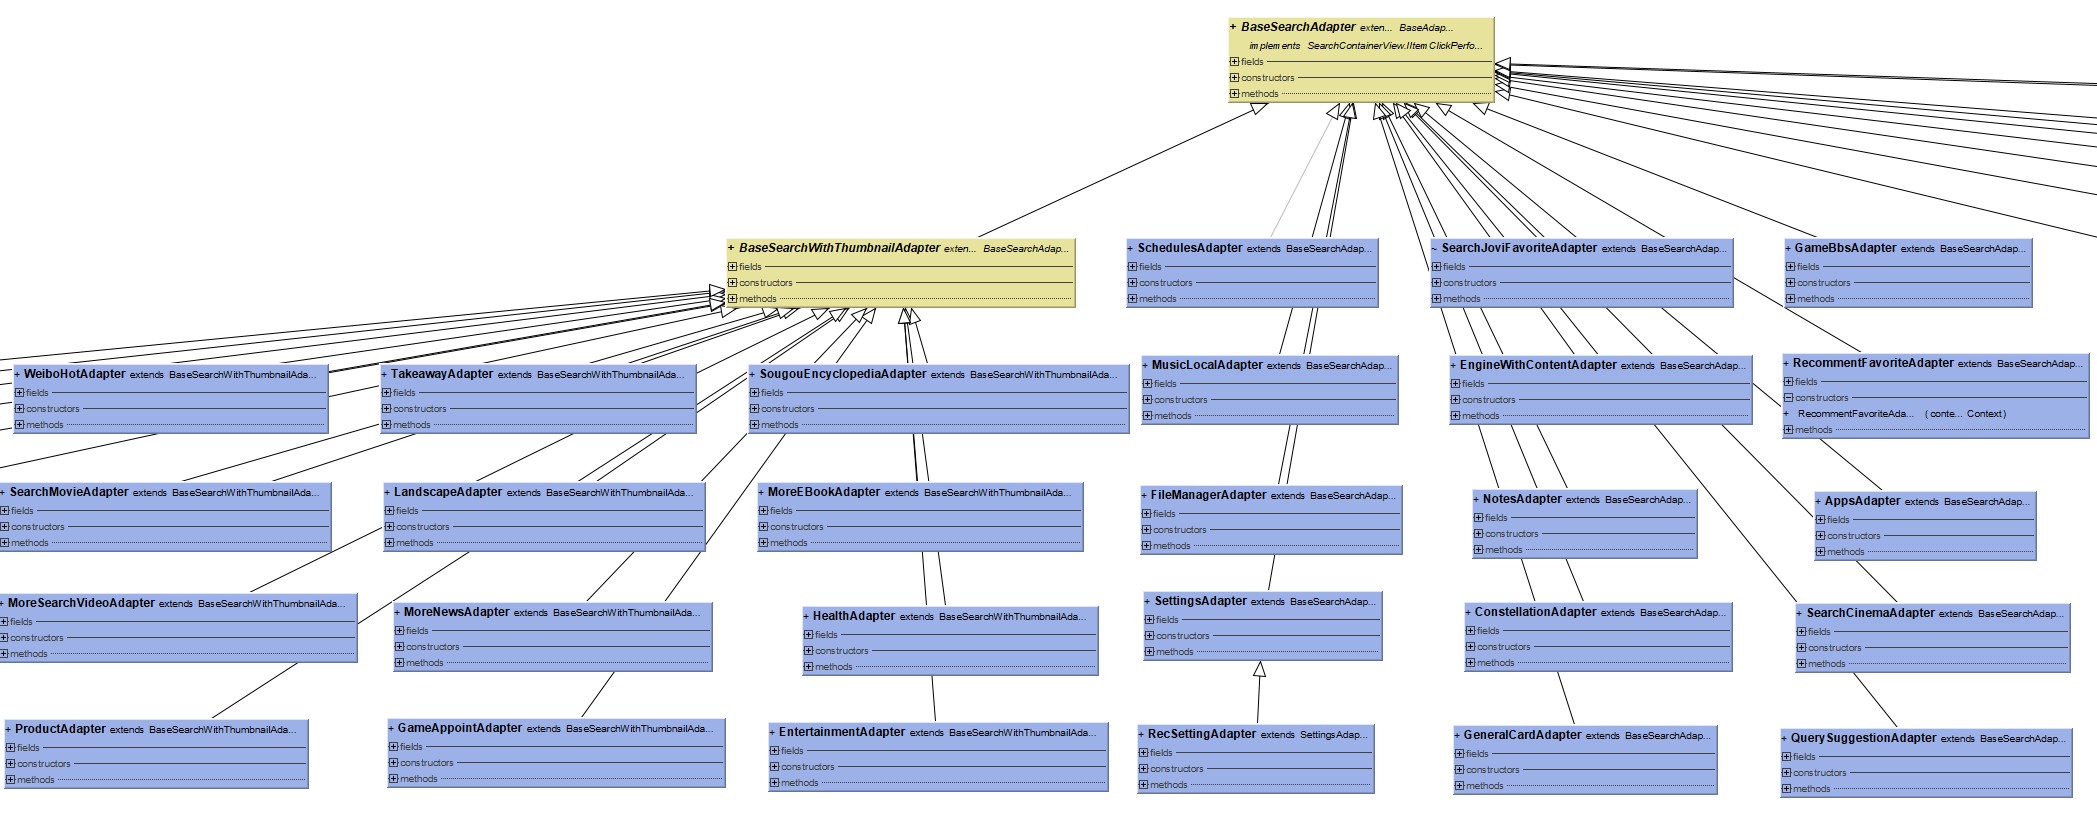 + BaseSearchAdapter exten... BaseAdap...
implements SearchContainerView.IItemClickPerfo...
fields
constructors
methods
+ BaseSearchWithThumbnailAdapter exten... BaseSearchAdap...
fields
constructors
methods
+ SchedulesAdapter extends BaseSearchAdap...
fields
constructors
methods
~ SearchJoviFavoriteAdapter extends BaseSearchAdap...
fields
constructors
methods
+ GameBbsAdapter extends BaseSearchAdap...
fields
constructors
methods
+ WeiboHotAdapter extends BaseSearchWithThumbnailAda...
fields
constructors
methods
+ TakeawayAdapter extends BaseSearchWithThumbnailAda...
fields
constructors
methods
+ SougouEncyclopediaAdapter extends BaseSearchWithThumbnailAda...
fields
constructors
methods
+ MusicLocalAdapter extends BaseSearchAdap...
fields
constructors
methods
+ EngineWithContentAdapter extends BaseSearchAdap...
fields
constructors
methods
+ RecommentFavoriteAdapter extends BaseSearchAdap...
fields
constructors
+ RecommentFavoriteAda... ( conte... Context)
methods
+ SearchMovieAdapter extends BaseSearchWithThumbnailAda...
fields
constructors
methods
+ LandscapeAdapter extends BaseSearchWithThumbnailAda...
fields
constructors
methods
+ MoreEBookAdapter extends BaseSearchWithThumbnailAda...
fields
constructors
methods
+ FileManagerAdapter extends BaseSearchAdap...
fields
constructors
methods
+ NotesAdapter extends BaseSearchAdap...
fields
constructors
methods
+ AppsAdapter extends BaseSearchAdap...
fields
constructors
methods
+ MoreSearchVideoAdapter extends BaseSearchWithThumbnailAda...
fields
constructors
methods
+ MoreNewsAdapter extends BaseSearchWithThumbnailAda...
fields
constructors
methods
+ HealthAdapter extends BaseSearchWithThumbnailAda...
fields
constructors
methods
+ SettingsAdapter extends BaseSearchAdap...
fields
constructors
methods
+ ConstellationAdapter extends BaseSearchAdap...
fields
constructors
methods
+ SearchCinemaAdapter extends BaseSearchAdap...
fields
constructors
methods
+ ProductAdapter extends BaseSearchWithThumbnailAda...
fields
constructors
methods
+ GameAppointAdapter extends BaseSearchWithThumbnailAda...
fields
constructors
methods
+ EntertainmentAdapter extends BaseSearchWithThumbnailAda...
fields
constructors
methods
+ RecSettingAdapter extends SettingsAdap...
fields
constructors
methods
+ GeneralCardAdapter extends BaseSearchAdap...
fields
constructors
methods
+ QuerySuggestionAdapter extends BaseSearchAdap...
fields
constructors
methods